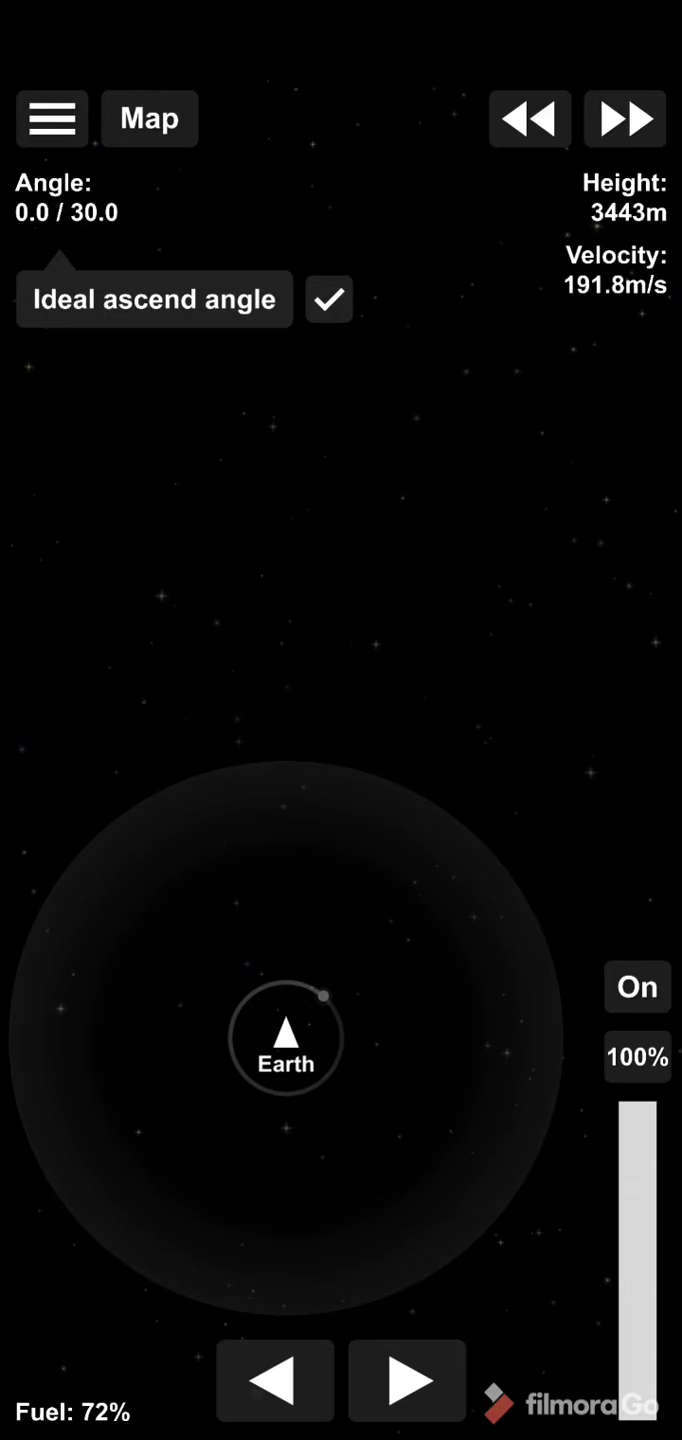 Map
Angle:
0.0 / 30.0
Height:
3443m
Velocity:
191.8m/s
Ideal ascend angle
Earth
On
100%
Fuel: 72%
filmoraGo